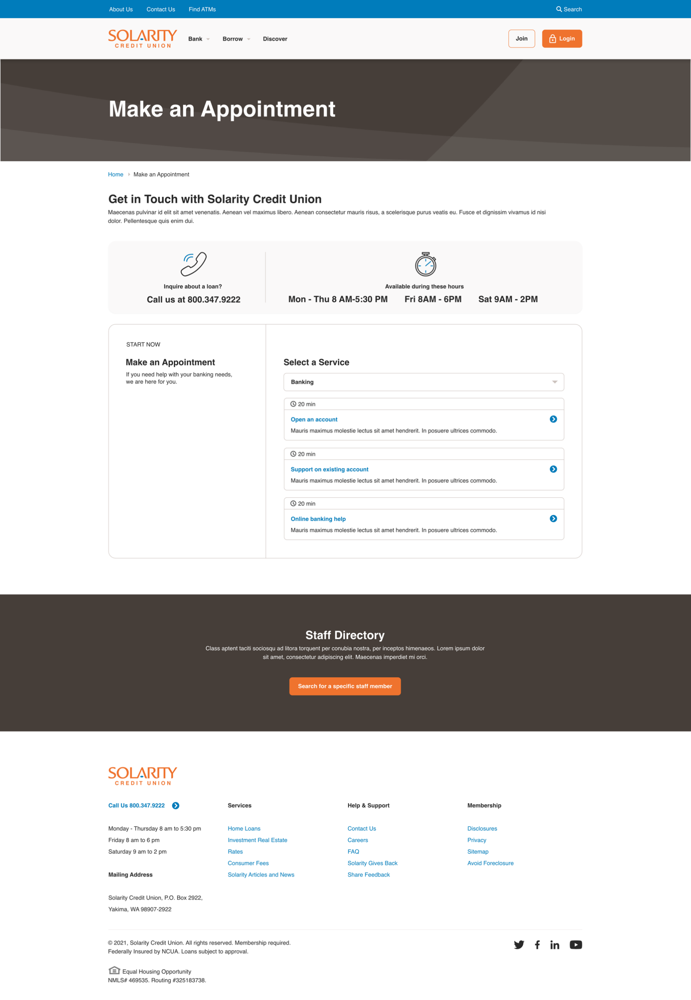 About Us
Contact Us
Find ATMs
Search
SOLARITY
CREDIT UNION
Bank
Borrow
Discover
Join
Login
Make an Appointment
Home
Make an Appointment
Get in Touch with Solarity Credit Union
Maecenas pulvinar id elit sit amet venenatis. Aenean vel maximus libero. Aenean consectetur mauris risus, a scelerisque purus veatis eu. Fusce et dignissim vivamus id nisi
dolor. Pellentesque quis enim dui.
Inquire about a loan?
Call us at 800.347.9222
Available during these hours
Mon - Thu 8 AM-5:30 PM
Fri 8AM - 6PM
Sat 9AM - 2PM
START NOW
Make an Appointment
If you need help with your banking needs,
we are here for you.
Select a Service
Banking
20 min
Open an account
Mauris maximus molestie lectus sit amet hendrerit. In posuere ultrices commodo.
20 min
Support on existing account
Mauris maximus molestie lectus sit amet hendrerit. In posuere ultrices commodo.
20 min
Online banking help
Mauris maximus molestie lectus sit amet hendrerit. In posuere ultrices commodo.
Staff Directory
Class aptent taciti sociosqu ad litora torquent per conubia nostra, per inceptos himenaeos. Lorem ipsum dolor
sit amet, consectetur adipiscing elit. Maecenas imperdiet mi orci.
Search for a specific staff member
SOLARITY
CREDIT UNION
Call Us 800.347.9222
Monday - Thursday 8 am to 5:30 pm
Friday 8 am to 6 pm
Saturday 9 am to 2 pm
Mailing Address
Solarity Credit Union, P.O. Box 2922,
Yakima, WA 98907-2922
Services
Home Loans
Investment Real Estate
Rates
Consumer Fees
Solarity Articles and News
Help & Support
Contact Us
Careers
FAQ
Solarity Gives Back
Share Feedback
Membership
Disclosures
Privacy
Sitemap
Avoid Foreclosure
© 2021, Solarity Credit Union. All rights reserved. Membership required.
Federally Insured by NCUA. Loans subject to approval.
Equal Housing Opportunity
NMLS# 469535. Routing #325183738.